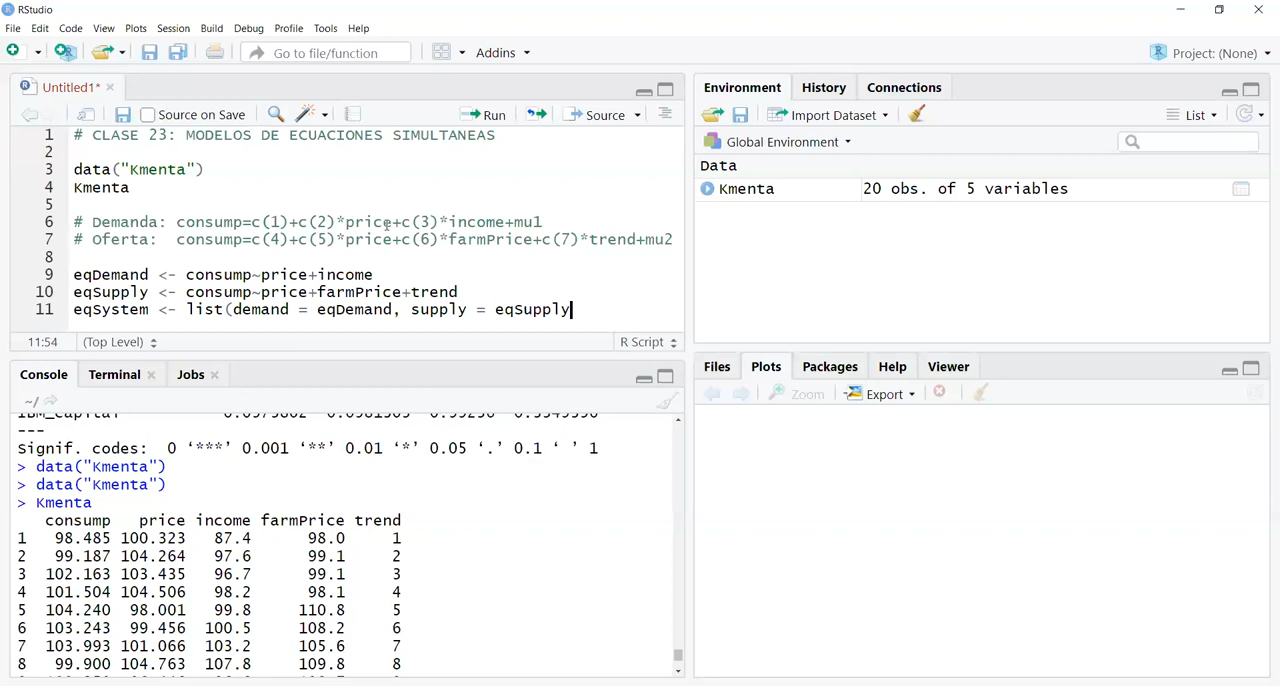 RStudio
File Edit Code View Plots Session Build Debug Profile Tools Help
Go to file/function Addins Project: (None)
Untitled1*
Source on Save Run Source
1 # CLASE 23: MODELOS DE ECUACIONES SIMULTANEAS
2
3 data("Kmenta")
4 Kmenta
5
6 # Demanda: consump=c(1)+c(2)*price+c(3)*income+mu1
7 # Oferta: consump=c(4)+c(5)*price+c(6)*farmPrice+c(7)*trend+mu2
8
9 eqDemand <- consump~price+income
10 eqSupply <- consump~price+farmPrice+trend
11 eqSystem <- list(demand = eqDemand, supply = eqSupply
11:54 (Top Level) R Script
Console Terminal Jobs
~/
---
Signif. codes: 0 ‘***’ 0.001 ‘**’ 0.01 ‘*’ 0.05 ‘.’ 0.1 ‘ ’ 1
> data("Kmenta")
> data("Kmenta")
> Kmenta
consump price income farmPrice trend
1 98.485 100.323 87.4 98.0 1
2 99.187 104.264 97.6 99.1 2
3 102.163 103.435 96.7 99.1 3
4 101.504 104.506 98.2 98.1 4
5 104.240 98.001 99.8 110.8 5
6 103.243 99.456 100.5 108.2 6
7 103.993 101.066 103.2 105.6 7
8 99.900 104.763 107.8 109.8 8
Environment History Connections
Import Dataset List
Global Environment
Data
Kmenta 20 obs. of 5 variables
Files Plots Packages Help Viewer
Zoom Export